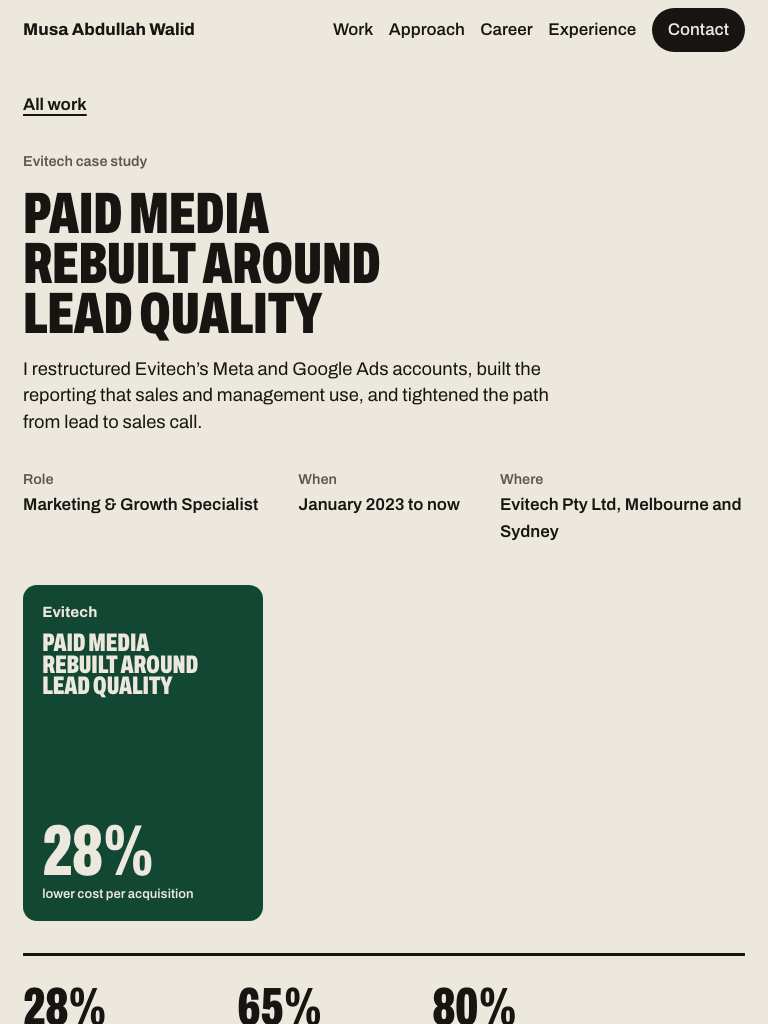 Musa Abdullah Walid
Work Approach Career Experience Contact
All work
Evitech case study
PAID MEDIA
REBUILT AROUND
LEAD QUALITY
I restructured Evitech’s Meta and Google Ads accounts, built the
reporting that sales and management use, and tightened the path
from lead to sales call.
Role
Marketing & Growth Specialist
When
January 2023 to now
Where
Evitech Pty Ltd, Melbourne and
Sydney
Evitech
PAID MEDIA
REBUILT AROUND
LEAD QUALITY
28%
lower cost per acquisition
28% 65% 80%